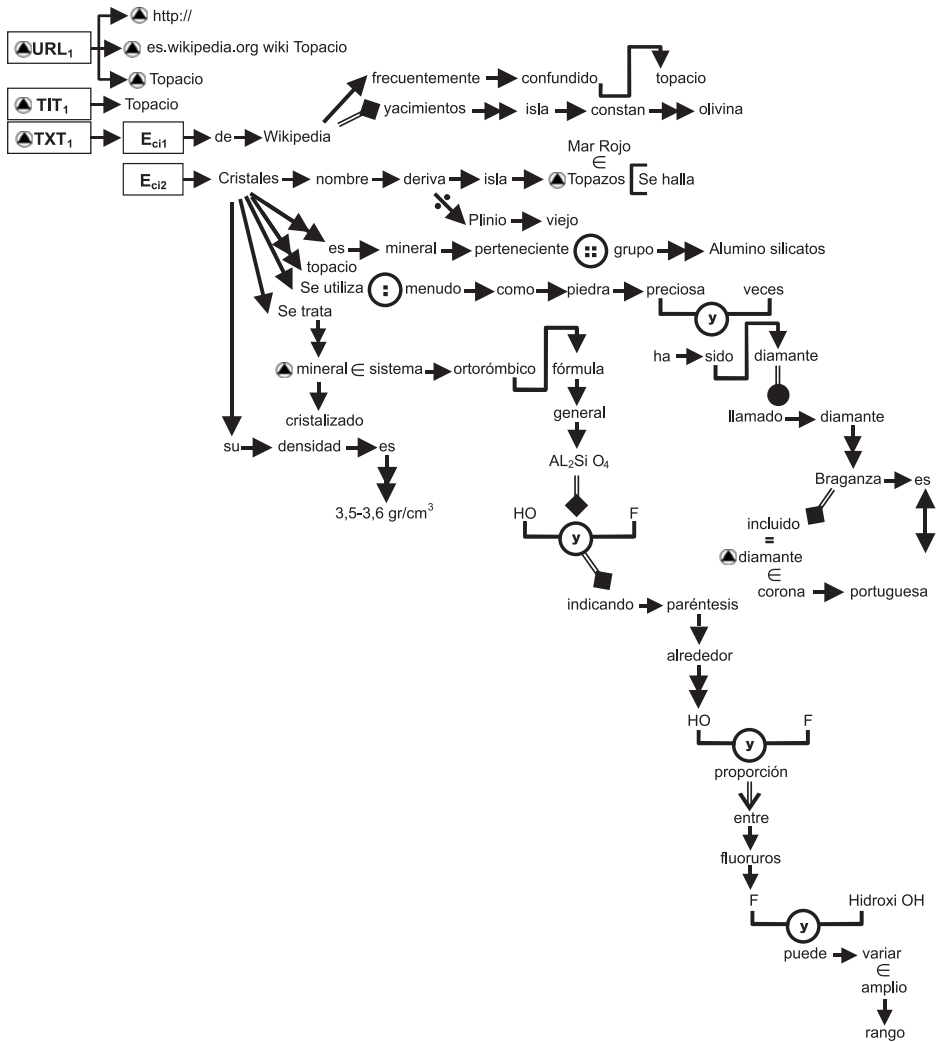 http://
URL1
es.wikipedia.org wiki Topacio
Topacio
TIT1
Topacio
frecuentemente confundido topacio
yacimientos isla constan olivina
TXT1 Eci1 de Wikipedia
Mar Rojo
∈
Eci2 Cristales nombre deriva isla Topazos Se halla
Plinio viejo
es mineral perteneciente :: grupo Alumino silicatos
topacio
Se utiliza : menudo como piedra preciosa y veces
Se trata
ha sido diamante
mineral ∈ sistema ortorómbico fórmula
general
cristalizado
llamado diamante
su densidad es
AL2Si O4
Braganza es
3,5-3,6 gr/cm3
HO y F
incluido
=
diamante
∈
corona portuguesa
indicando paréntesis
alrededor
HO y F
proporción
entre
fluoruros
F y Hidroxi OH
puede variar
∈
amplio
rango